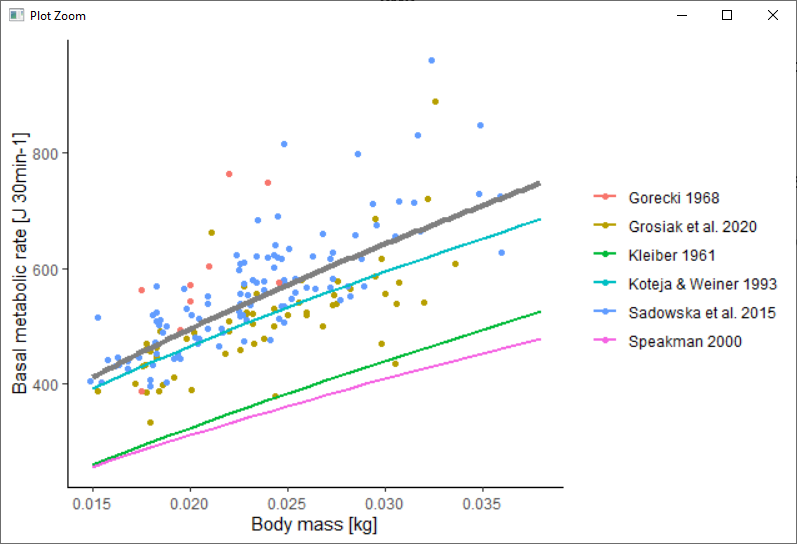 Plot Zoom
Basal metabolic rate [J 30min-1]
800
600
400
0.015 0.020 0.025 0.030 0.035
Body mass [kg]
Gorecki 1968
Grosiak et al. 2020
Kleiber 1961
Koteja & Weiner 1993
Sadowska et al. 2015
Speakman 2000